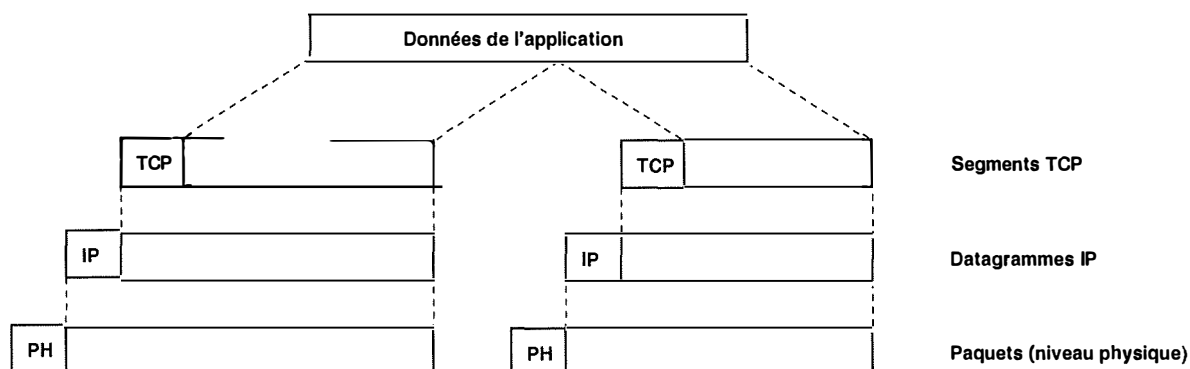 Données de l'application
TCP
TCP
Segments TCP
IP
IP
Datagrammes IP
PH
PH
Paquets (niveau physique)